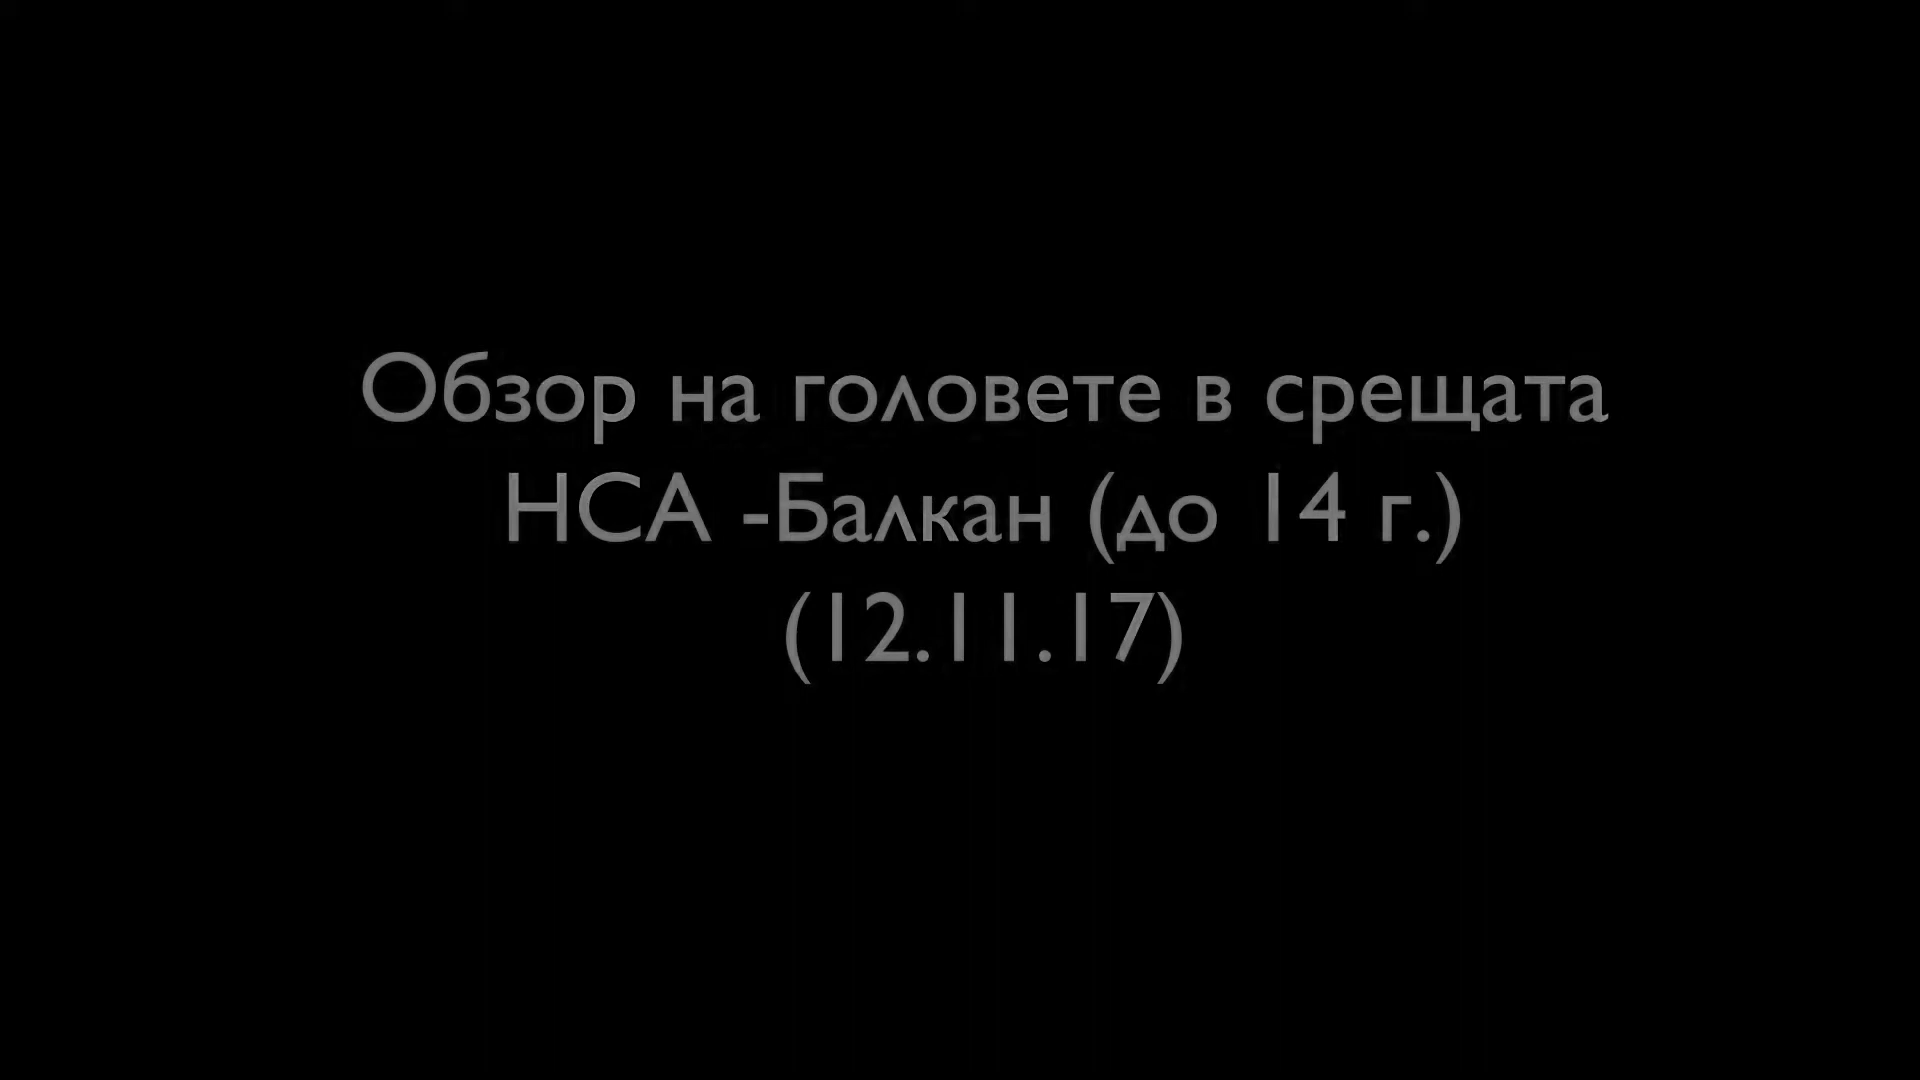 Обзор на головете в срещата
НСА -Балкан (до 14 г.)
(12.11.17)